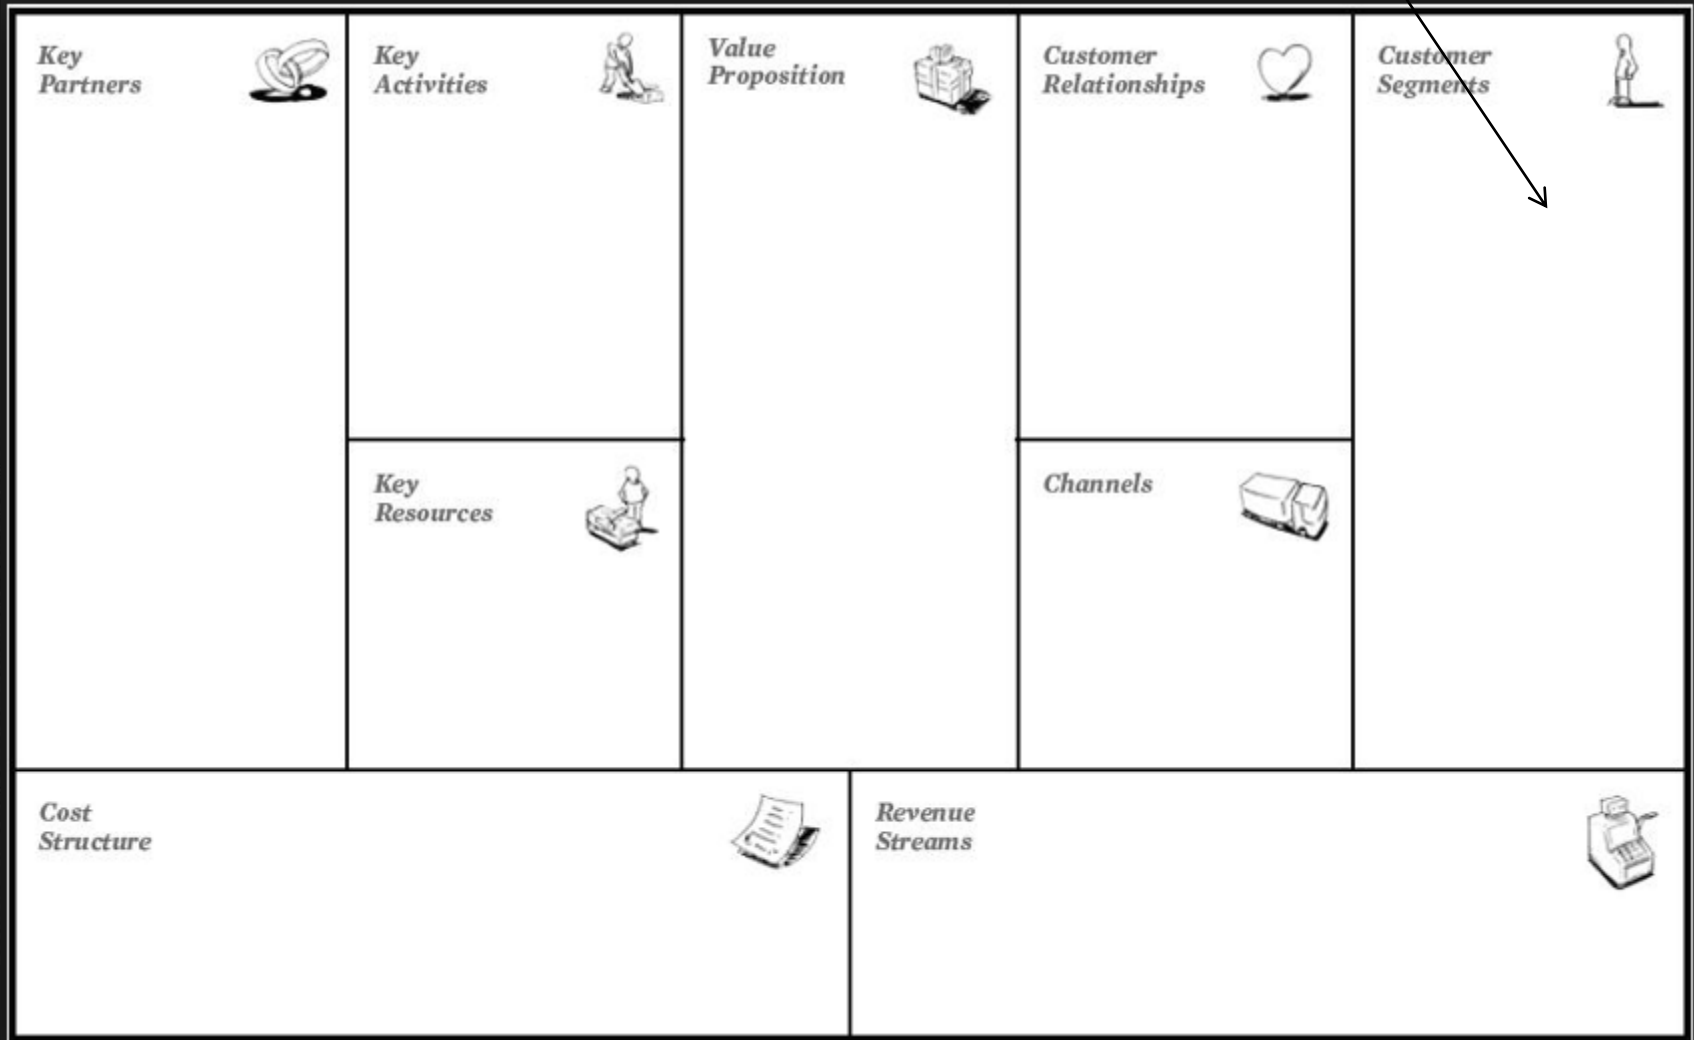 Key
Partners
Key
Activities
Key
Resources
Value
Proposition
Customer
Relationships
Channels
Customer
Segments
Cost
Structure
Revenue
Streams